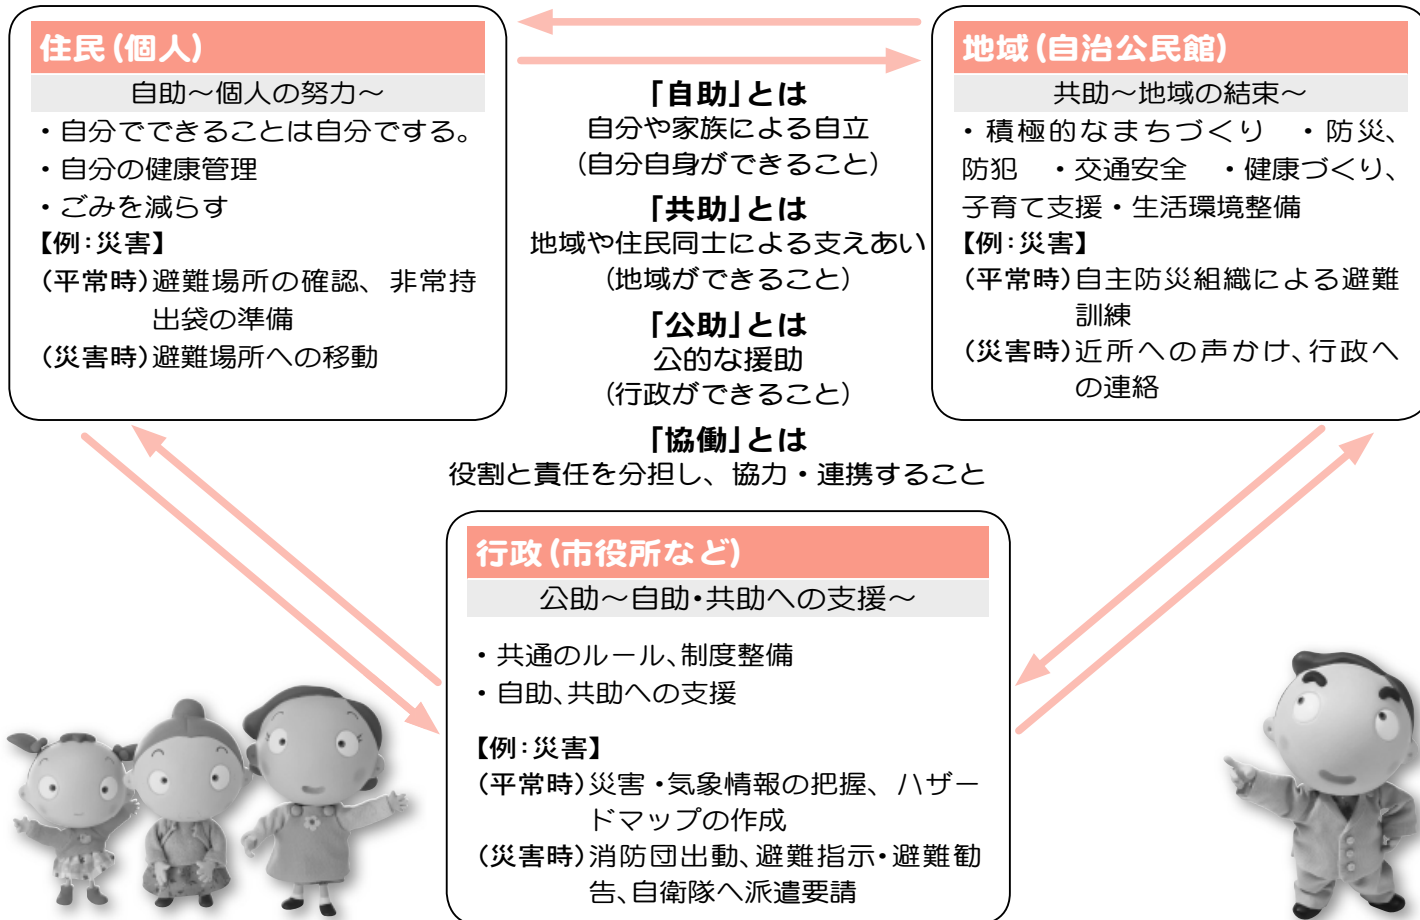 住民(個人)
自助~個人の努力~
・自分でできることは自分でする。
・自分の健康管理
・ごみを減らす
【例:災害】
(平常時)避難場所の確認、非常持
出袋の準備
(災害時)避難場所への移動
「自助」とは
自分や家族による自立
(自分自身ができること)
「共助」とは
地域や住民同士による支えあい
(地域ができること)
「公助」とは
公的な援助
(行政ができること)
「協働」とは
役割と責任を分担し、協力・連携すること
地域(自治公民館)
共助~地域の結束~
・積極的なまちづくり ・防災、
防犯 ・交通安全 ・健康づくり、
子育て支援・生活環境整備
【例:災害】
(平常時)自主防災組織による避難
訓練
(災害時)近所への声かけ、行政へ
の連絡
行政(市役所など)
公助~自助・共助への支援~
・共通のルール、制度整備
・自助、共助への支援
【例:災害】
(平常時)災害・気象情報の把握、ハザー
ドマップの作成
(災害時)消防団出動、避難指示・避難勧
告、自衛隊へ派遣要請